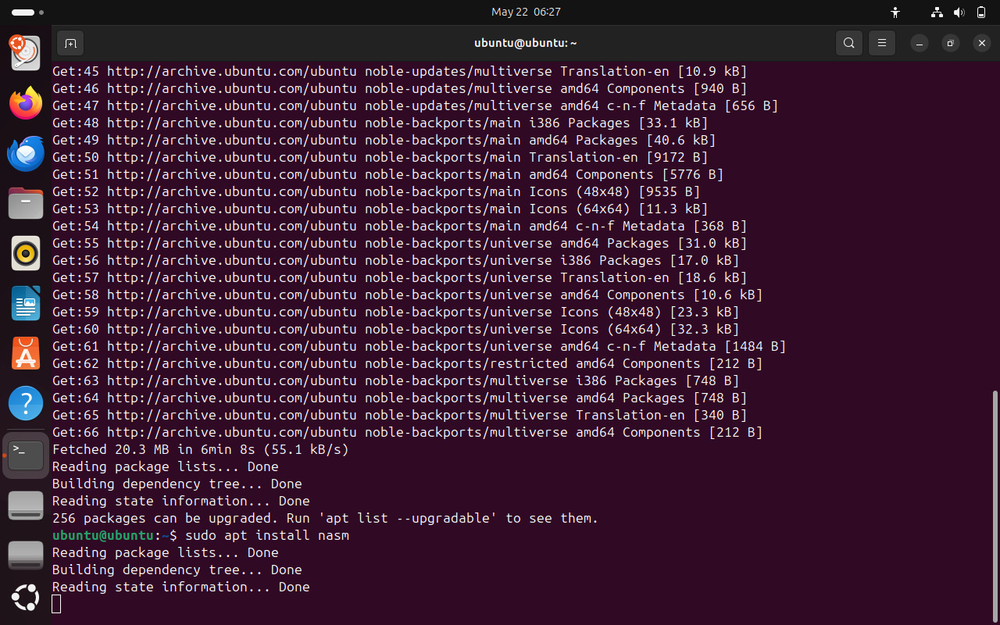 May 22 06:27
ubuntu@ubuntu: ~
Get:45 http://archive.ubuntu.com/ubuntu noble-updates/multiverse Translation-en [10.9 kB]
Get:46 http://archive.ubuntu.com/ubuntu noble-updates/multiverse amd64 Components [940 B]
Get:47 http://archive.ubuntu.com/ubuntu noble-updates/multiverse amd64 c-n-f Metadata [656 B]
Get:48 http://archive.ubuntu.com/ubuntu noble-backports/main i386 Packages [33.1 kB]
Get:49 http://archive.ubuntu.com/ubuntu noble-backports/main amd64 Packages [40.6 kB]
Get:50 http://archive.ubuntu.com/ubuntu noble-backports/main Translation-en [9172 B]
Get:51 http://archive.ubuntu.com/ubuntu noble-backports/main amd64 Components [5776 B]
Get:52 http://archive.ubuntu.com/ubuntu noble-backports/main Icons (48x48) [9535 B]
Get:53 http://archive.ubuntu.com/ubuntu noble-backports/main Icons (64x64) [11.3 kB]
Get:54 http://archive.ubuntu.com/ubuntu noble-backports/main amd64 c-n-f Metadata [368 B]
Get:55 http://archive.ubuntu.com/ubuntu noble-backports/universe amd64 Packages [31.0 kB]
Get:56 http://archive.ubuntu.com/ubuntu noble-backports/universe i386 Packages [17.0 kB]
Get:57 http://archive.ubuntu.com/ubuntu noble-backports/universe Translation-en [18.6 kB]
Get:58 http://archive.ubuntu.com/ubuntu noble-backports/universe amd64 Components [10.6 kB]
Get:59 http://archive.ubuntu.com/ubuntu noble-backports/universe Icons (48x48) [23.3 kB]
Get:60 http://archive.ubuntu.com/ubuntu noble-backports/universe Icons (64x64) [32.3 kB]
Get:61 http://archive.ubuntu.com/ubuntu noble-backports/universe amd64 c-n-f Metadata [1484 B]
Get:62 http://archive.ubuntu.com/ubuntu noble-backports/restricted amd64 Components [212 B]
Get:63 http://archive.ubuntu.com/ubuntu noble-backports/multiverse i386 Packages [748 B]
Get:64 http://archive.ubuntu.com/ubuntu noble-backports/multiverse amd64 Packages [748 B]
Get:65 http://archive.ubuntu.com/ubuntu noble-backports/multiverse Translation-en [340 B]
Get:66 http://archive.ubuntu.com/ubuntu noble-backports/multiverse amd64 Components [212 B]
Fetched 20.3 MB in 6min 8s (55.1 kB/s)
Reading package lists... Done
Building dependency tree... Done
Reading state information... Done
256 packages can be upgraded. Run 'apt list --upgradable' to see them.
ubuntu@ubuntu:~$ sudo apt install nasm
Reading package lists... Done
Building dependency tree... Done
Reading state information... Done